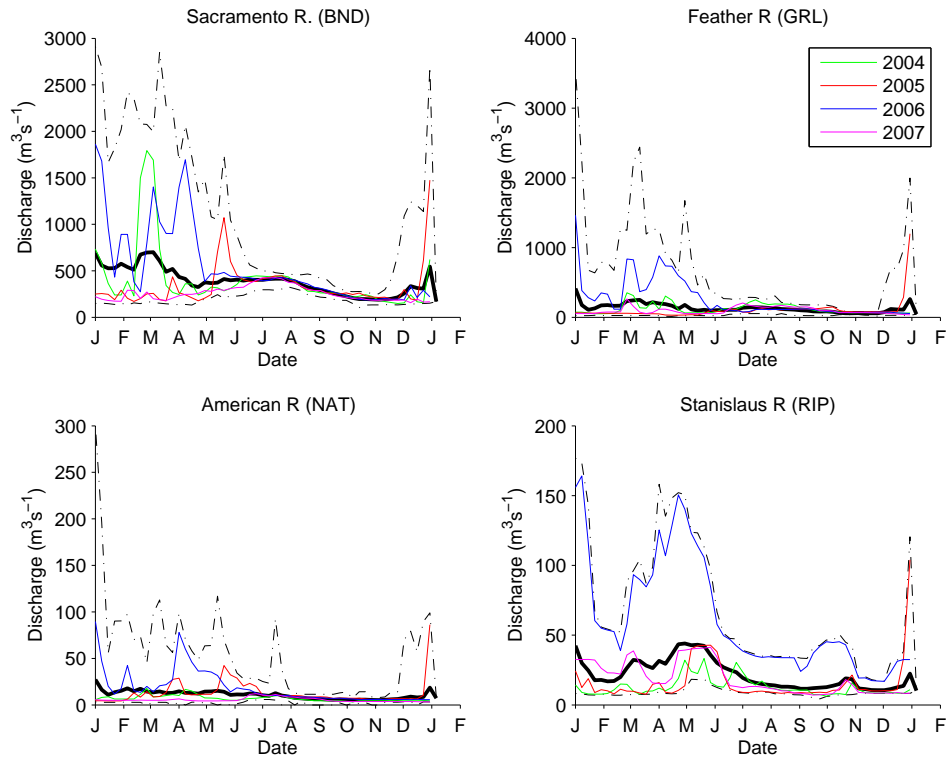 Sacramento R. (BND)
3000
2500
2000
1500
1000
500
0
Discharge (m³s⁻¹)
J F M A M J J A S O N D J F
Date
Feather R (GRL)
4000
3000
2000
1000
0
Discharge (m³s⁻¹)
J F M A M J J A S O N D J F
Date
2004
2005
2006
2007
American R (NAT)
300
250
200
150
100
50
0
Discharge (m³s⁻¹)
J F M A M J J A S O N D J F
Date
Stanislaus R (RIP)
200
150
100
50
0
Discharge (m³s⁻¹)
J F M A M J J A S O N D J F
Date